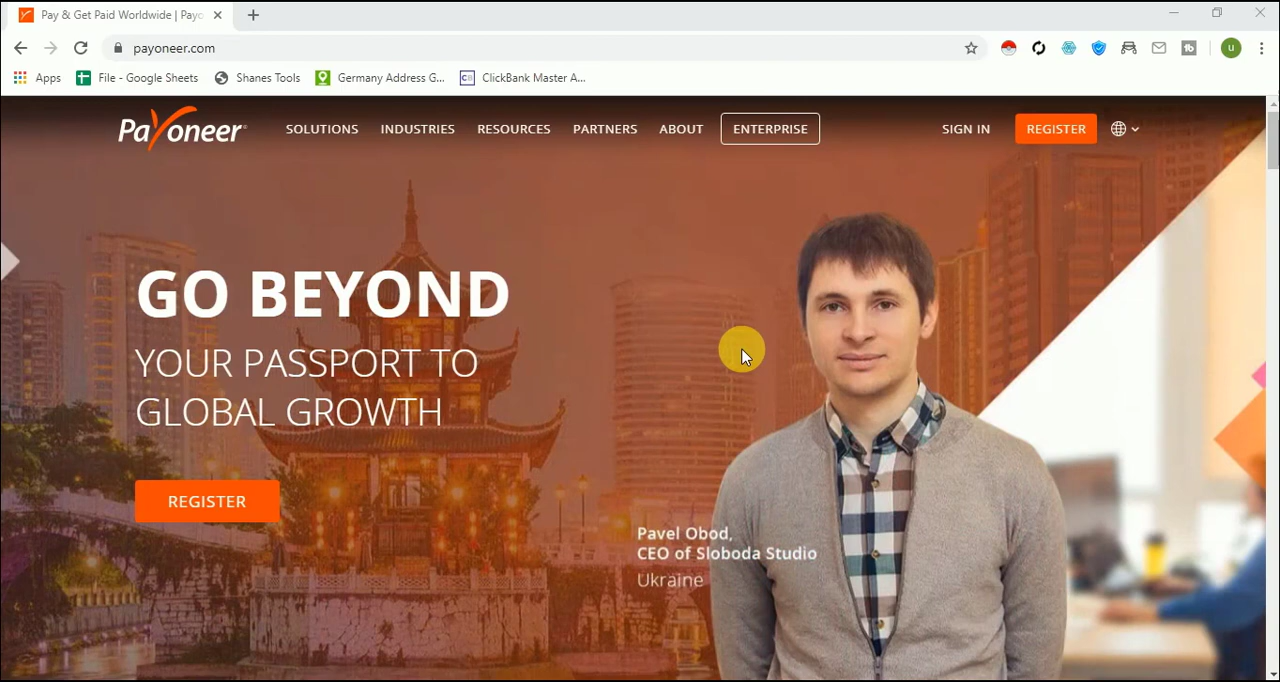 Pay & Get Paid Worldwide | Payo
payoneer.com
u
Apps
File - Google Sheets
Shanes Tools
Germany Address G...
CB
ClickBank Master A...
Payoneer
SOLUTIONS
INDUSTRIES
RESOURCES
PARTNERS
ABOUT
ENTERPRISE
SIGN IN
REGISTER
GO BEYOND
YOUR PASSPORT TO
GLOBAL GROWTH
REGISTER
Pavel Obod,
CEO of Sloboda Studio
Ukraine